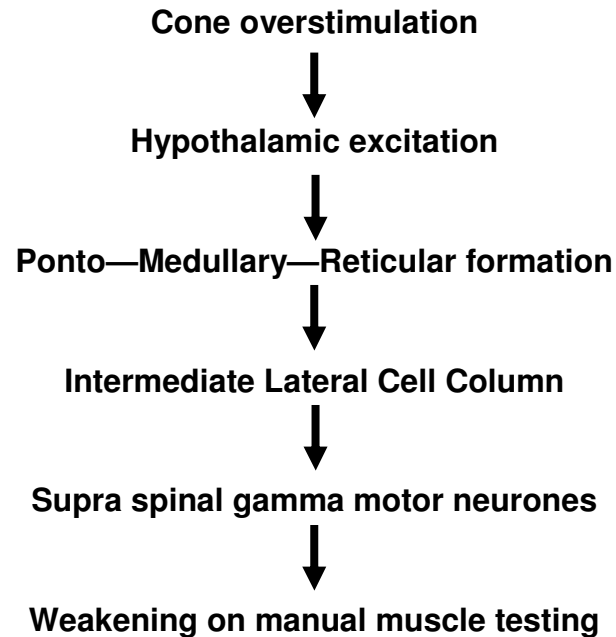 Cone overstimulation
Hypothalamic excitation
Ponto—Medullary—Reticular formation
Intermediate Lateral Cell Column
Supra spinal gamma motor neurones
Weakening on manual muscle testing